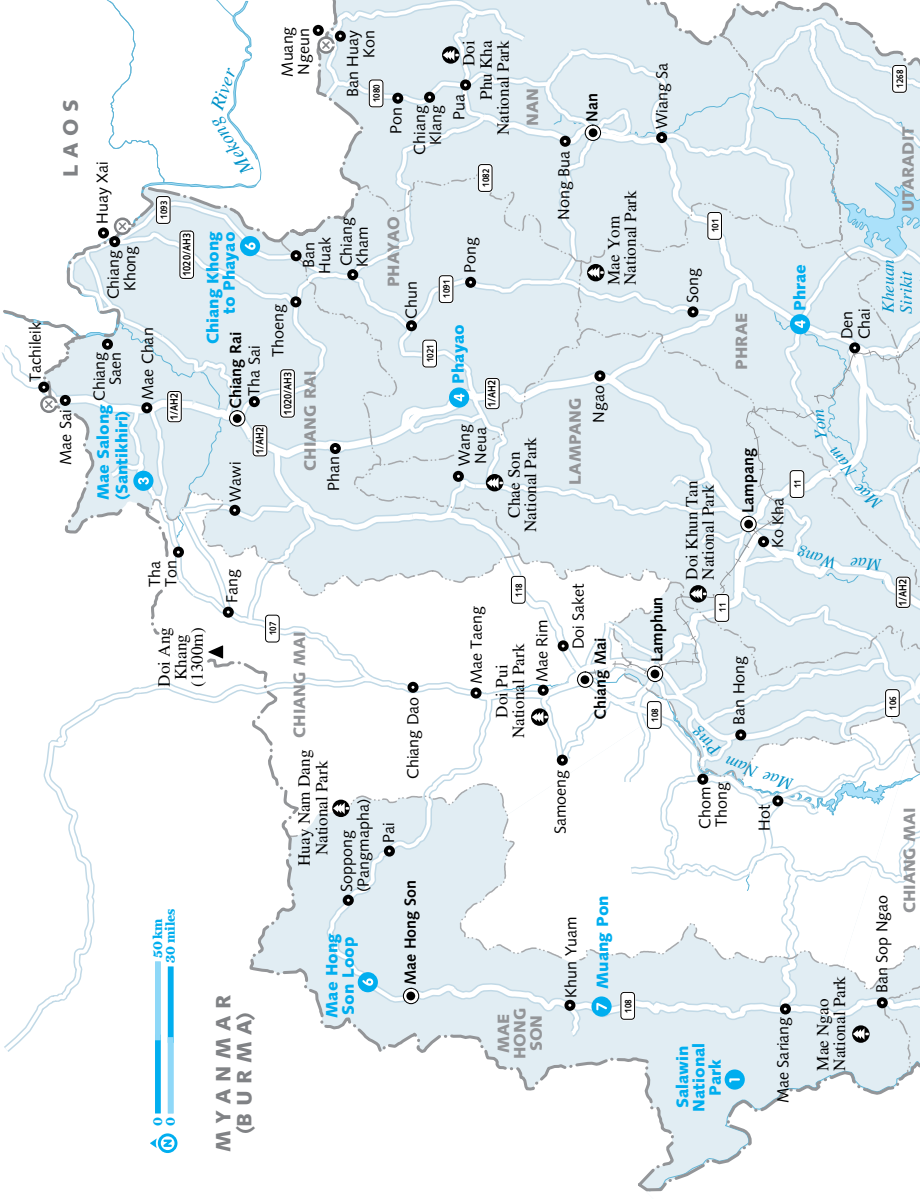 LAOS
Mekong River
Muang
Ngeun
Ban Huay
Kon
1080
Pon
Chiang
Klang
Pua
Doi
Phu Kha
National Park
NAN
Nan
Nong Bua
Wiang Sa
1268
UTARADIT
Huay Xai
Chiang
Khong
1093
1020/AH3
Chiang Khong
to Phayao
6
Ban
Huak
Chiang
Kham
PHAYAO
1082
Thoeng
Chun
1091
Pong
1021
Mae Yom
National Park
101
Song
Kheuan
Sirikit
4 Phrae
PHRAE
Den
Chai
Tachileik
Mae Sai
Chiang
Saen
Mae Chan
1/AH2
Mae Salong
(Santikhiri)
3
Chiang Rai
Tha Sai
1020/AH3
1/AH2
CHIANG RAI
Wawi
Phan
4 Phayao
1/AH2
Wang
Neua
Chae Son
National Park
LAMPANG
Ngao
Mae Nam Yom
11
Lampang
Ko Kha
Mae Wang
1/AH2
Doi Khun Tan
National Park
11
Tha
Ton
Fang
107
Doi Ang
Khang
(1300m)
CHIANG MAI
118
Doi Saket
Mae Taeng
Mae Rim
Doi Pui
National Park
Chiang Mai
Lamphun
108
Ban Hong
106
Chiang Dao
Samoeng
Mae Nam Ping
Chom
Thong
Hot
CHIANG MAI
Huay Nam Dang
National Park
Soppong
(Pangmapha)
Pai
Mae Hong Son
Mae Hong
Son Loop
6
Khun Yuam
7 Muang Pon
108
MAE
HONG
SON
Salawin
National
Park
1
Mae Sariang
Mae Ngao
National Park
Ban Sop Ngao
MYANMAR
(BURMA)
N
0 50 km
0 30 miles